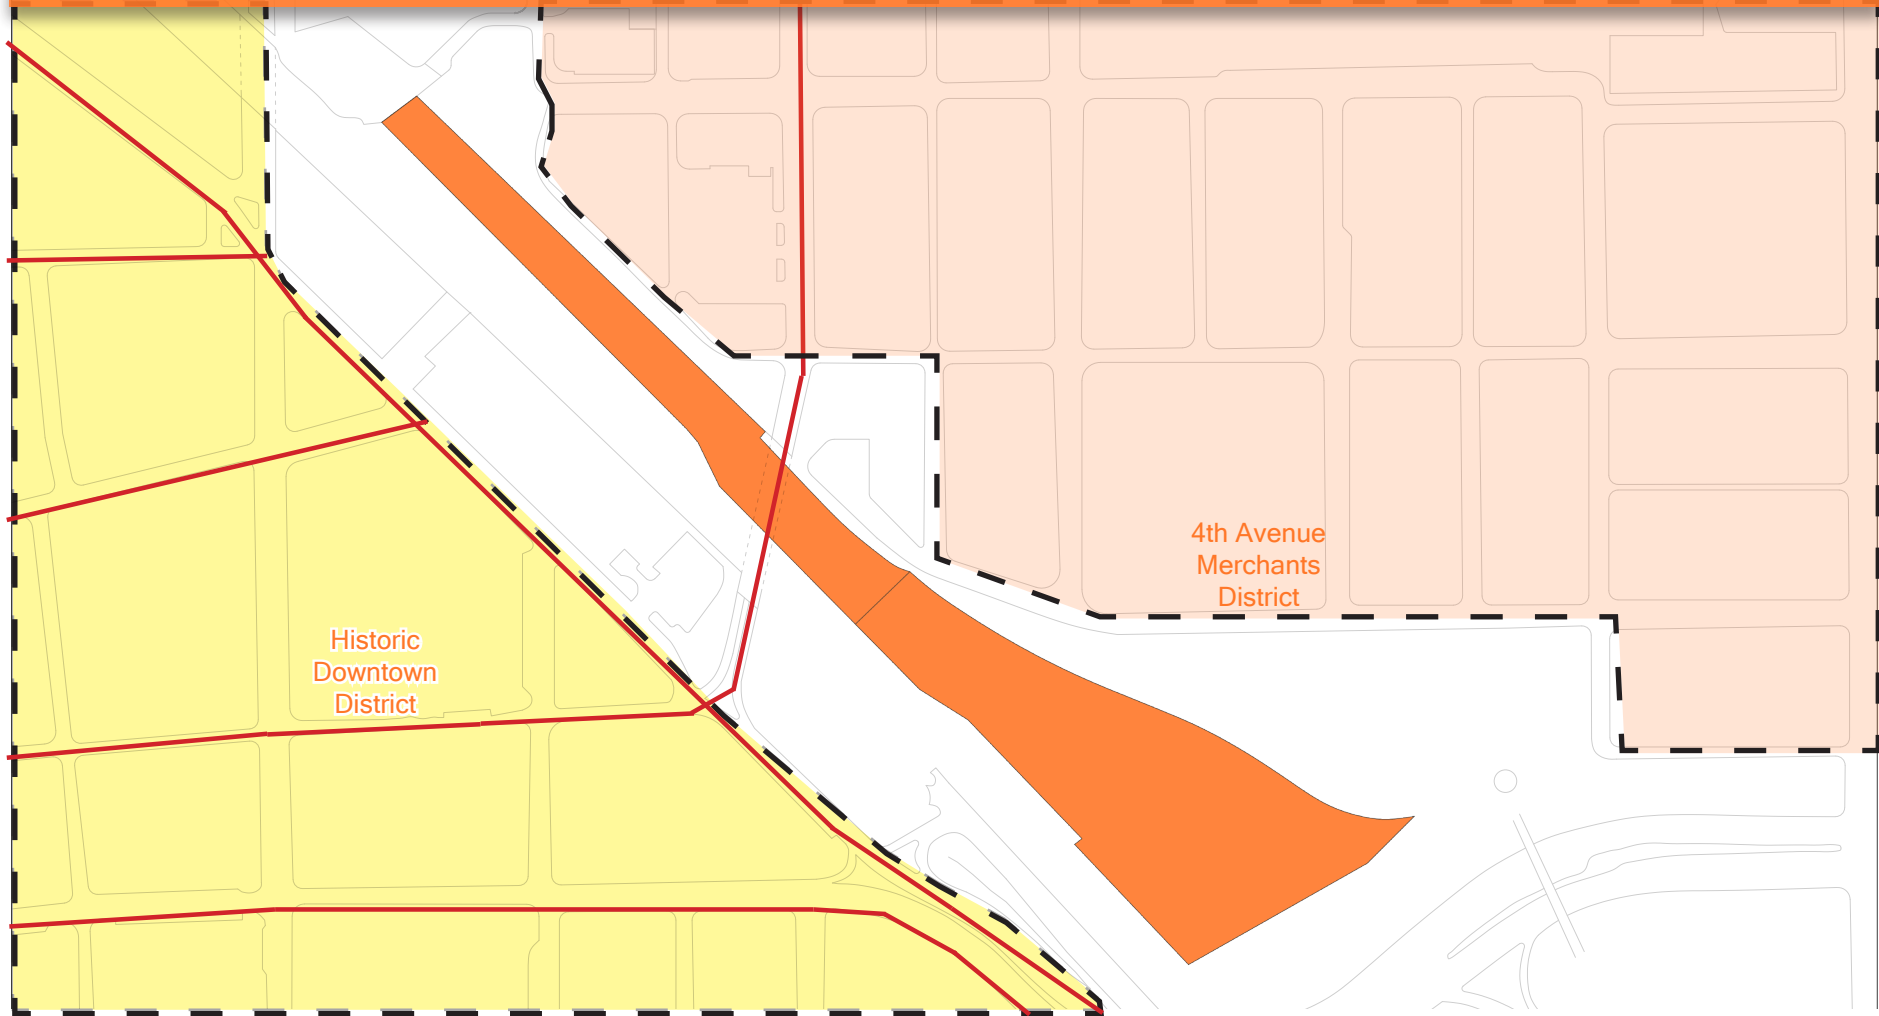 4th Avenue
Merchants
District
Historic
Downtown
District